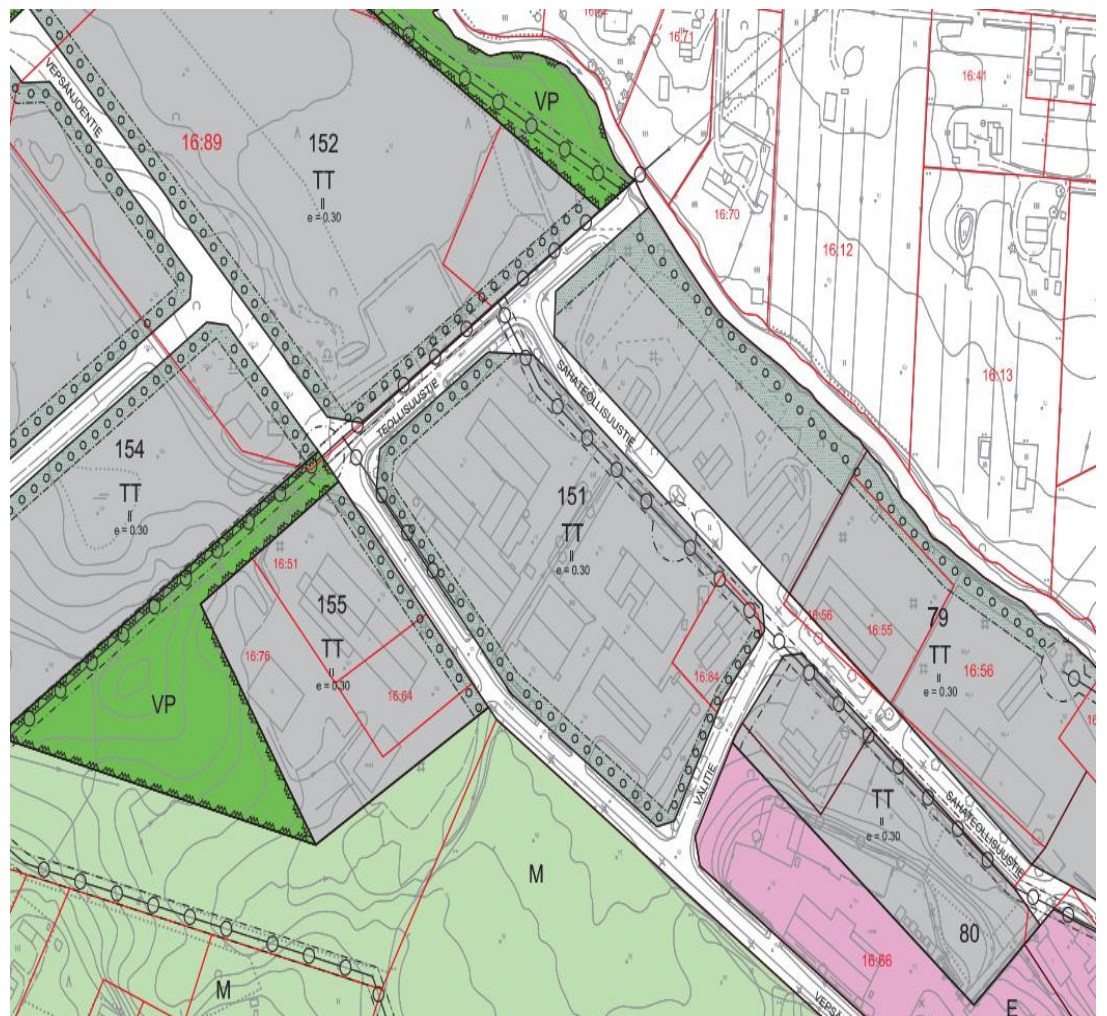 16:71
16:41
VEPSÄNJOENTIE
VP
16:89
152
TT
II
e = 0.30
16:70
16:12
16:13
TEOLLISUUSTIE
SAHATEOLLISUUSTIE
154
TT
II
e = 0.30
151
TT
II
e = 0.30
16:51
155
TT
II
e = 0.30
16:76
16:64
VP
16:56
16:55
79
TT
II
e = 0.30
16:56
16:84
VÄLITIE
TT
II
e = 0.30
SAHATEOLLISUUSTIE
M
80
16:66
M
E
VEPSÄ